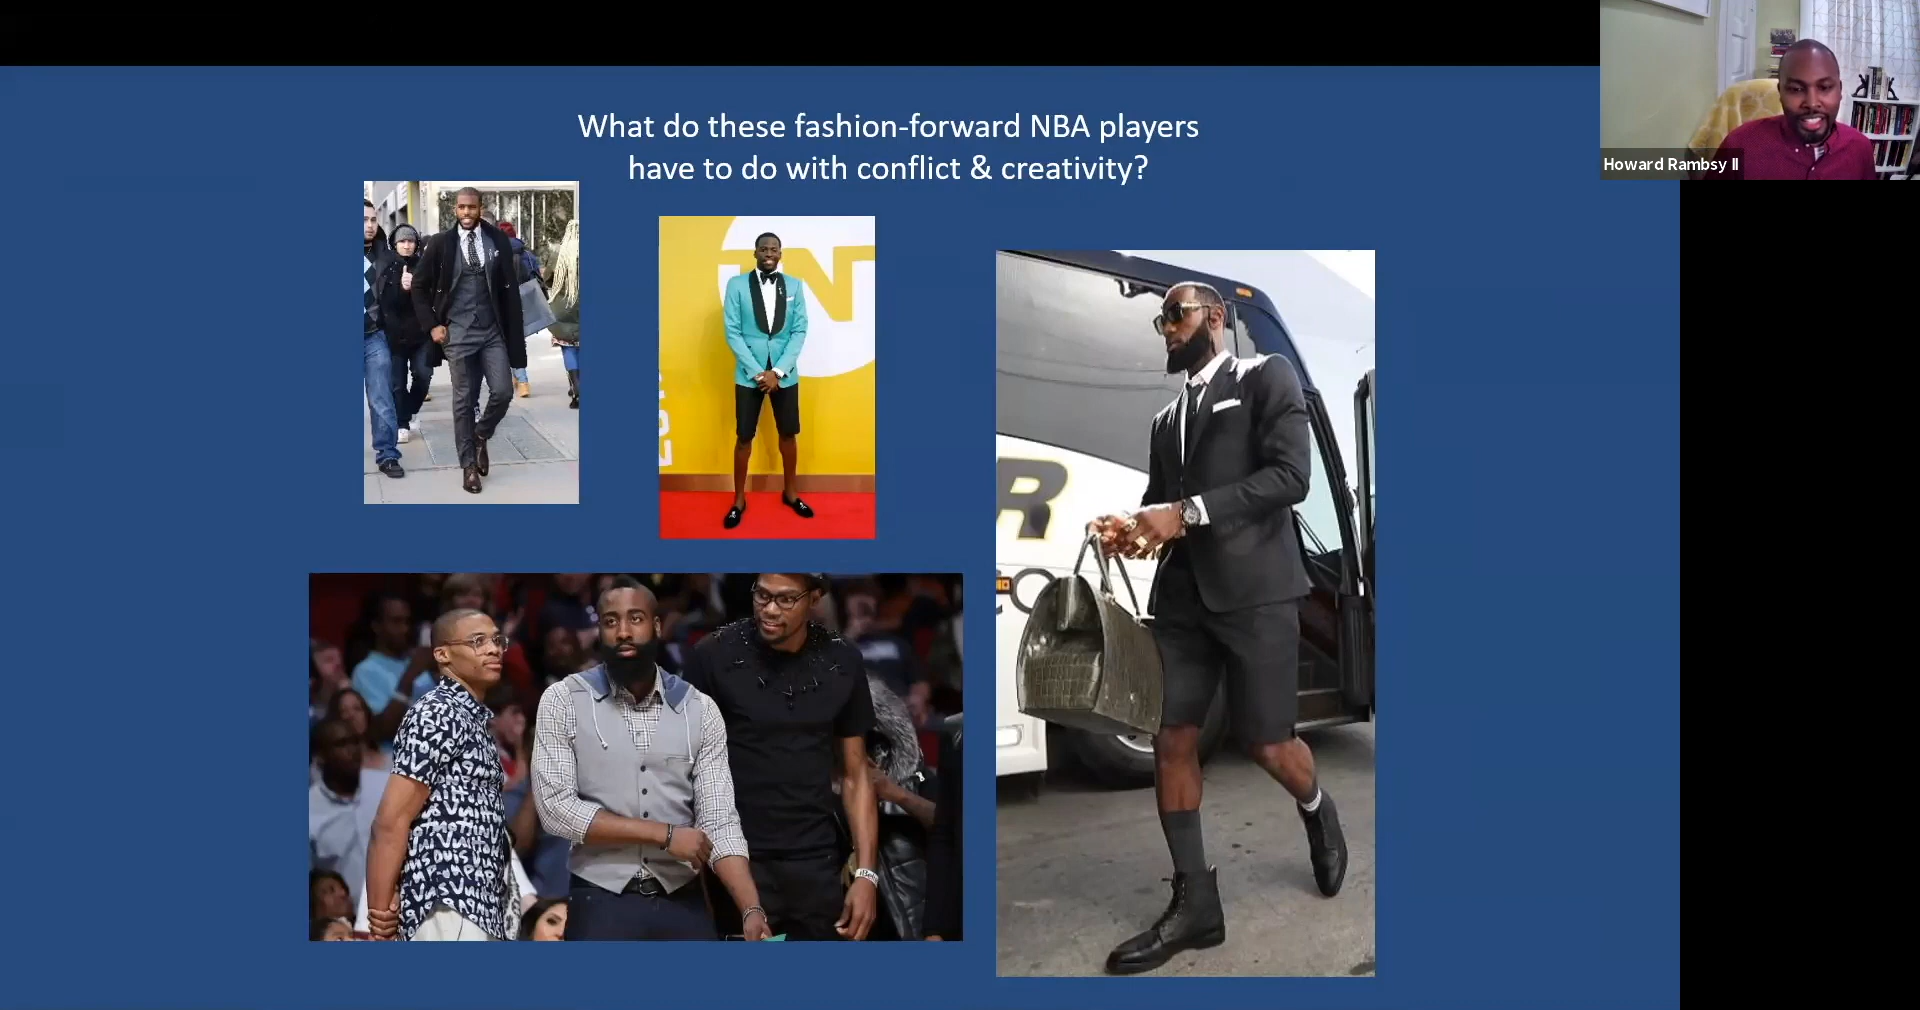 What do these fashion-forward NBA players
have to do with conflict & creativity?
Howard Rambsy II
N
R